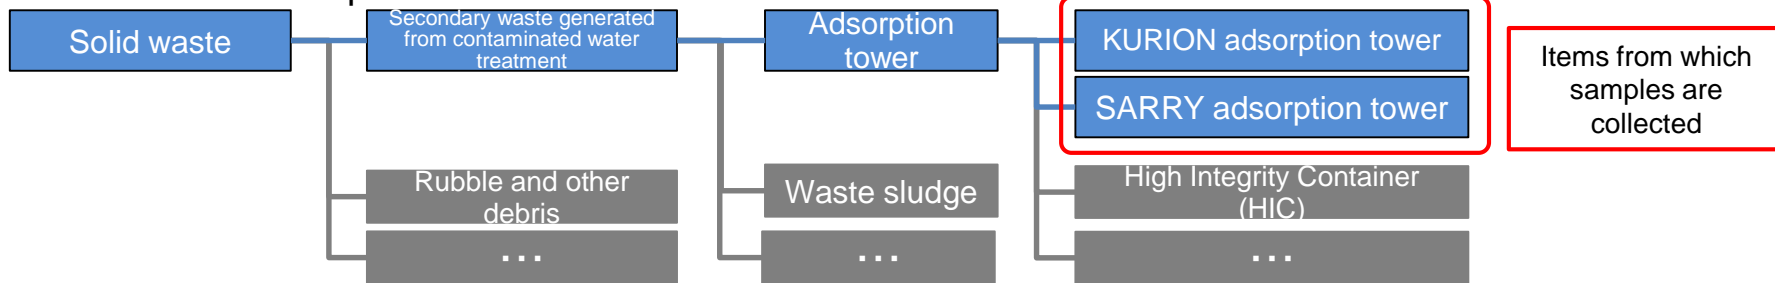 Solid waste
Secondary waste generated
from contaminated water
treatment
Adsorption
tower
KURION adsorption tower
SARRY adsorption tower
Items from which
samples are
collected
Rubble and other
debris
Waste sludge
High Integrity Container
(HIC)
...
...
...